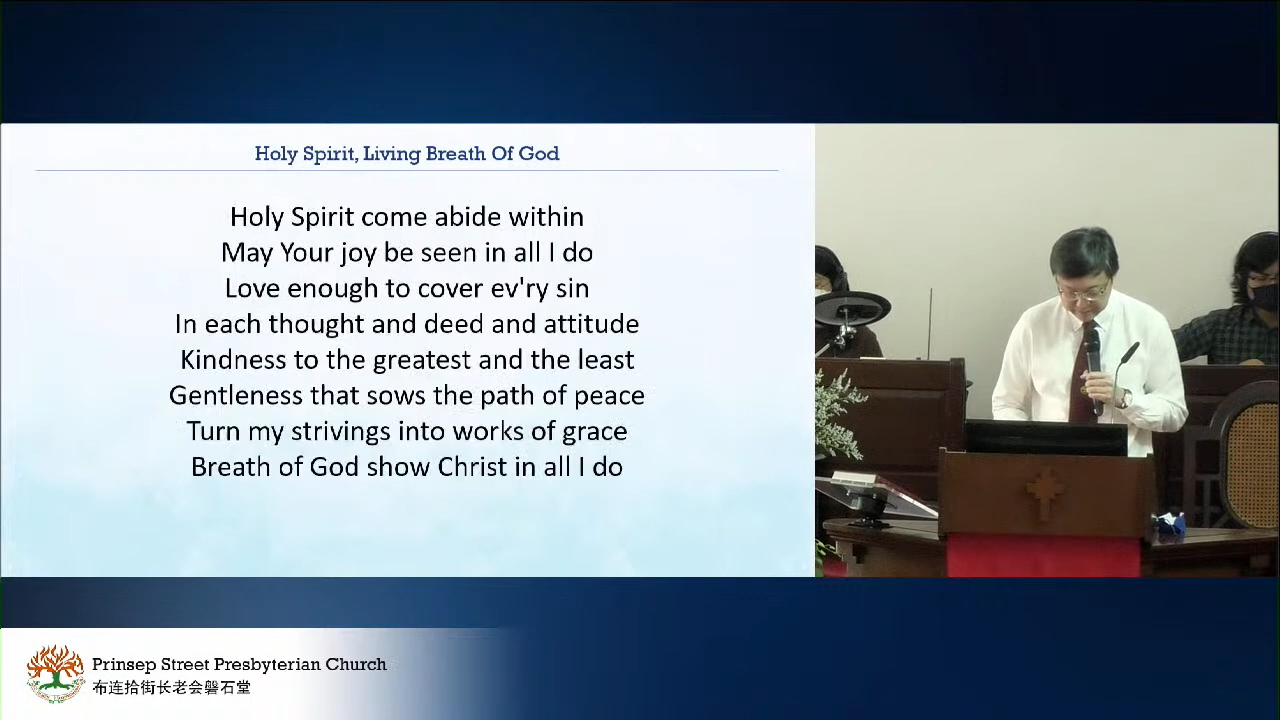 Holy Spirit, Living Breath Of God
Holy Spirit come abide within
May Your joy be seen in all I do
Love enough to cover ev'ry sin
In each thought and deed and attitude
Kindness to the greatest and the least
Gentleness that sows the path of peace
Turn my strivings into works of grace
Breath of God show Christ in all I do
Prinsep Street Presbyterian Church
布连拾街长老会磐石堂